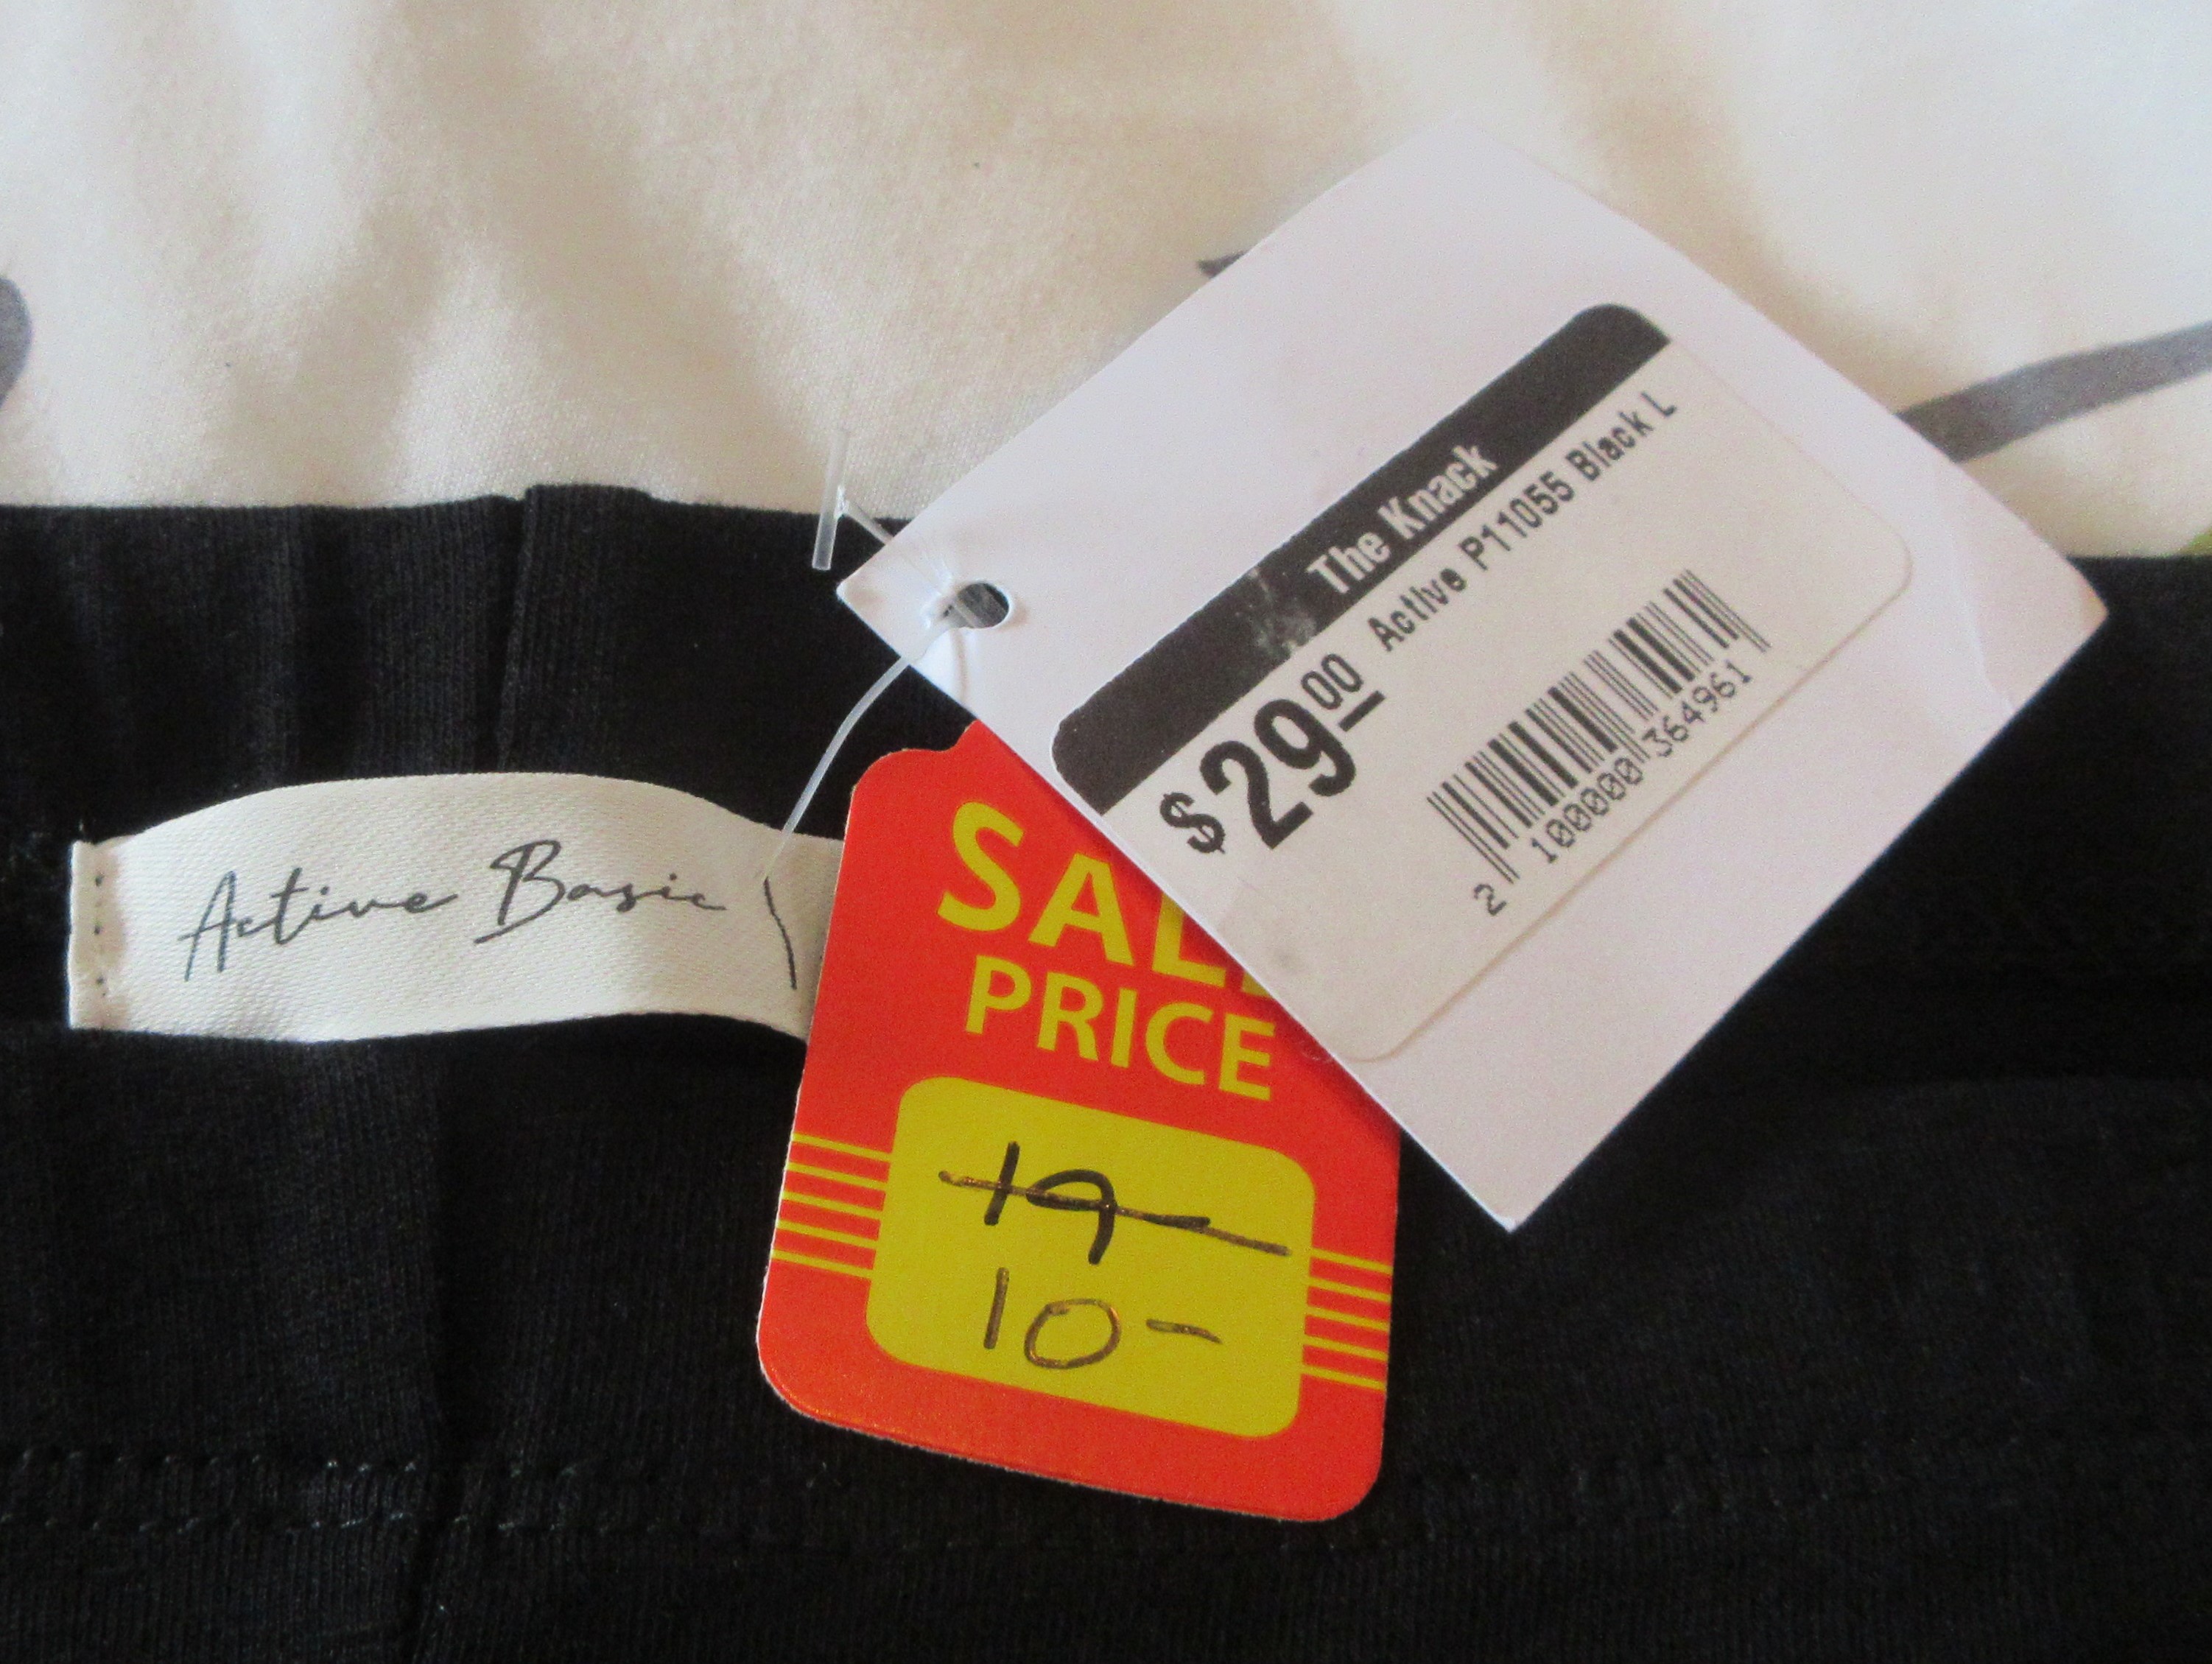 The Knack
Active P11055 Black L
$29.00
2 100000 364961
Active Basic
SALE
PRICE
19-
10-